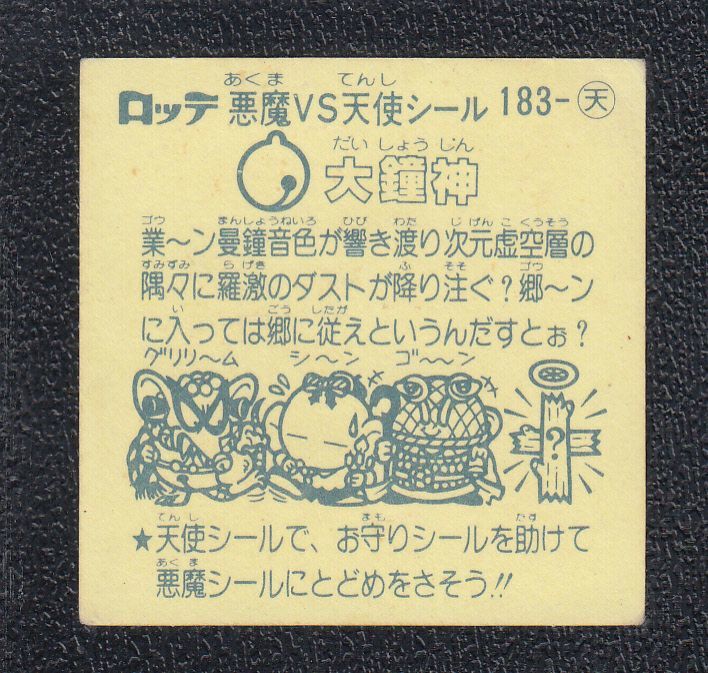 ロッテ 悪魔VS天使シール 183-天
あくま てんし
だいしょうじん
大鐘神
ゴウ まんしょうねいろ ひび わた じげんこくうそう
業〜ン曼鐘音色が響き渡り次元虚空層の
すみずみ らげき ふ そそ ゴウ
隅々に羅激のダストが降り注ぐ?郷〜ン
い ごう したが
に入っては郷に従えというんだすとぉ?
グリリ〜ム シ〜ン ゴ〜〜ン
?
てんし まも たす
★天使シールで、お守りシールを助けて
あくま
悪魔シールにとどめをさそう!!